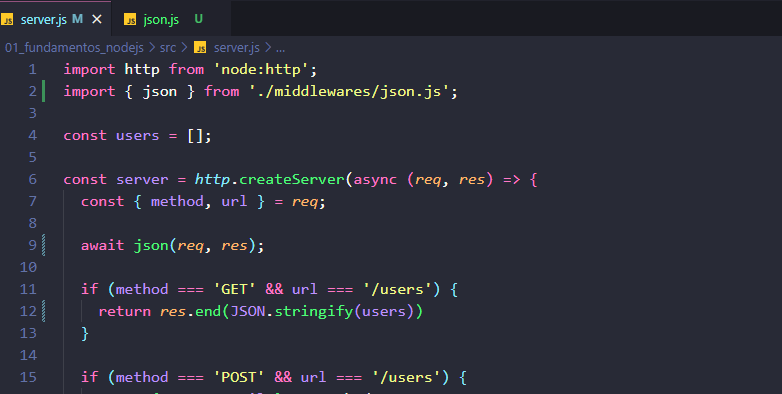 JS server.js M × JS json.js U
01_fundamentos_nodejs > src > JS server.js > ...
1 import http from 'node:http';
2 import { json } from './middlewares/json.js';
3
4 const users = [];
5
6 const server = http.createServer(async (req, res) => {
7 const { method, url } = req;
8
9 await json(req, res);
10
11 if (method === 'GET' && url === '/users') {
12 return res.end(JSON.stringify(users))
13 }
14
15 if (method === 'POST' && url === '/users') {